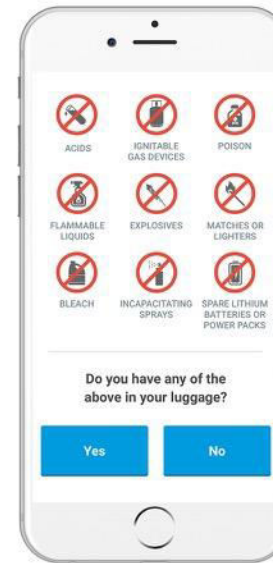 ACIDS
IGNITABLE
GAS DEVICES
POISON
FLAMMABLE
LIQUIDS
EXPLOSIVES
MATCHES OR
LIGHTERS
BLEACH
INCAPACITATING
SPRAYS
SPARE LITHIUM
BATTERIES OR
POWER PACKS
Do you have any of the
above in your luggage?
Yes
No